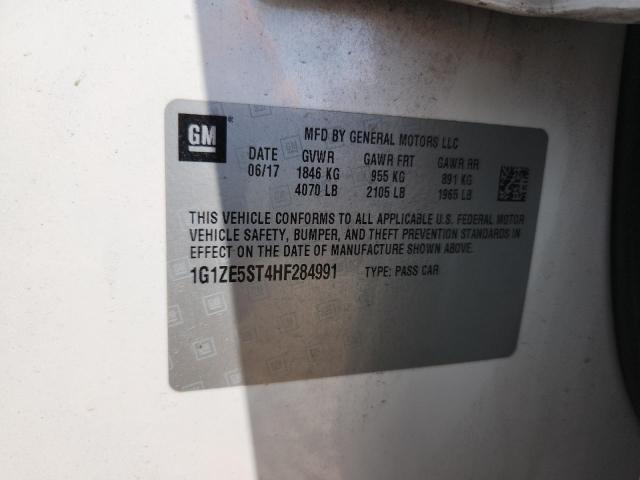 GM
MFD BY GENERAL MOTORS LLC
DATE GVWR GAWR FRT GAWR RR
06/17 1846 KG 955 KG 891 KG
4070 LB 2105 LB 1965 LB
THIS VEHICLE CONFORMS TO ALL APPLICABLE U.S. FEDERAL MOTOR
VEHICLE SAFETY, BUMPER, AND THEFT PREVENTION STANDARDS IN
EFFECT ON THE DATE OF MANUFACTURE SHOWN ABOVE.
1G1ZE5ST4HF284991 TYPE: PASS CAR